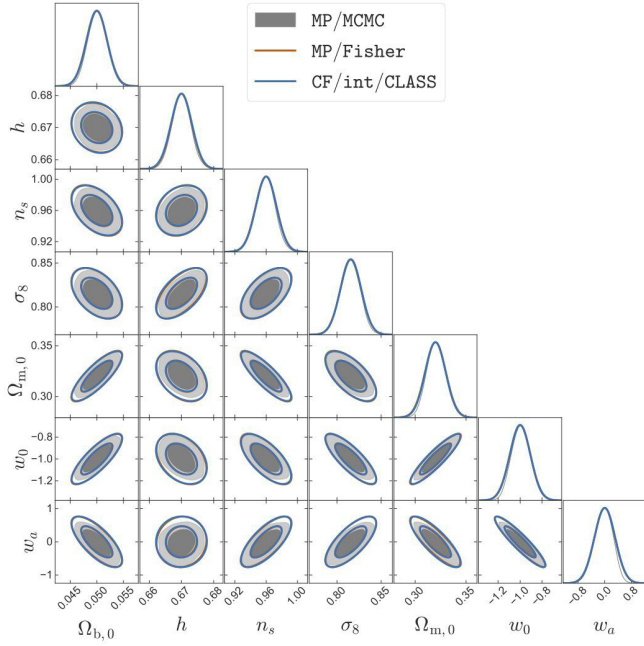 MP/MCMC
MP/Fisher
CF/int/CLASS
0.68
0.67
0.66
h
1.00
0.96
0.92
n_s
0.85
0.80
σ_8
0.35
0.30
Ω_{m,0}
−0.8
−1.0
−1.2
w_0
1
0
−1
w_a
0.045 0.050 0.055 0.66 0.67 0.68 0.92 0.96 1.00 0.80 0.85 0.30 0.35 −1.2 −1.0 −0.8 −0.8 0.0 0.8
Ω_{b,0} h n_s σ_8 Ω_{m,0} w_0 w_a